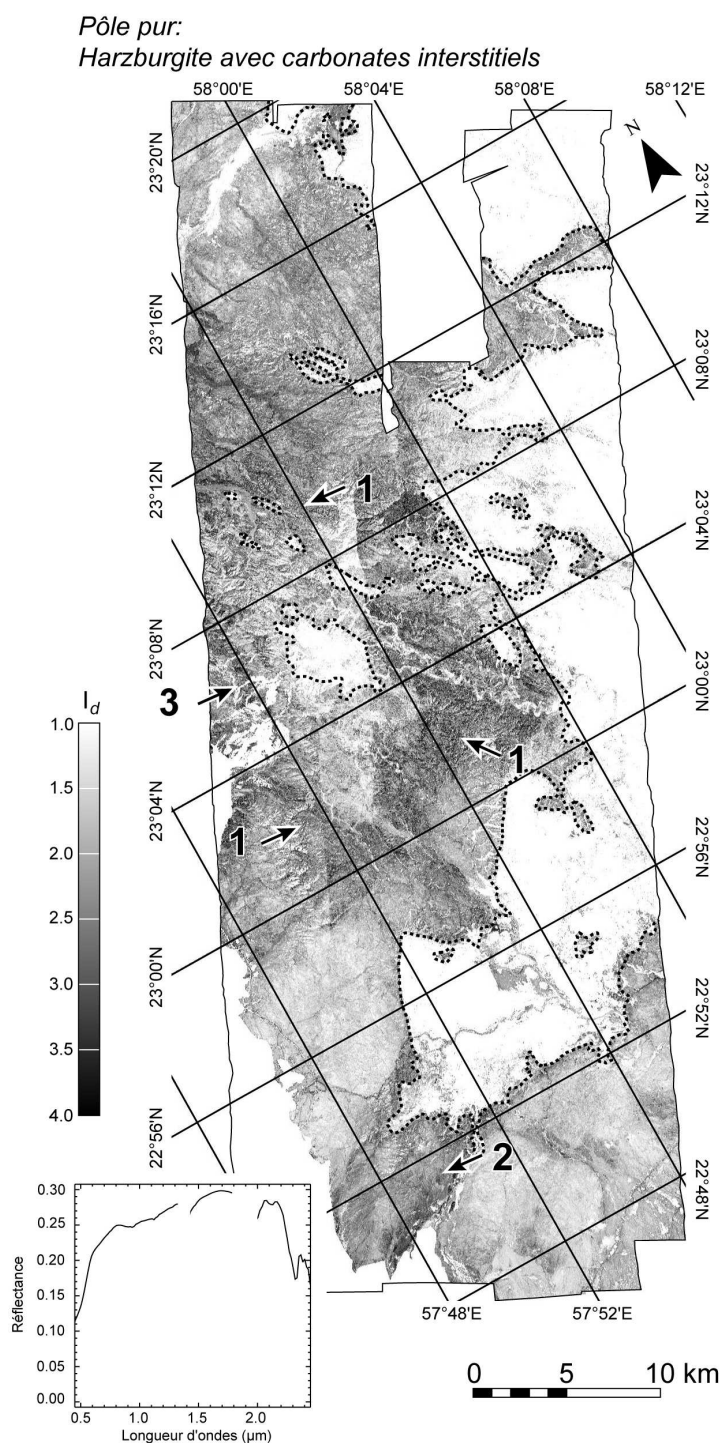 Pôle pur:
Harzburgite avec carbonates interstitiels
58°00'E
58°04'E
58°08'E
58°12'E
N
23°20'N
23°16'N
23°12'N
23°08'N
23°04'N
23°00'N
22°56'N
23°12'N
23°08'N
23°04'N
23°00'N
22°56'N
22°52'N
22°48'N
1
3
1
1
2
I_d
1.0
2.0
2.5
3.0
3.5
4.0
57°48'E
57°52'E
0.30
0.25
0.20
0.15
0.10
0.05
0.00
Réflectance
0.5 1.0 1.5 2.0
Longueur d'ondes (µm)
0 5 10 km